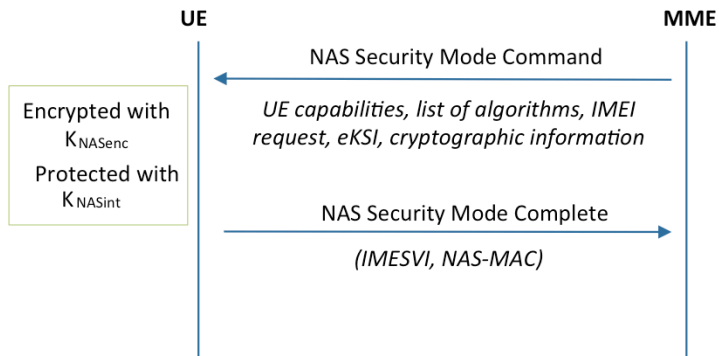 UE
MME
NAS Security Mode Command
UE capabilities, list of algorithms, IMEI
request, eKSI, cryptographic information
Encrypted with
KNASenc
Protected with
KNASint
NAS Security Mode Complete
(IMESVI, NAS-MAC)